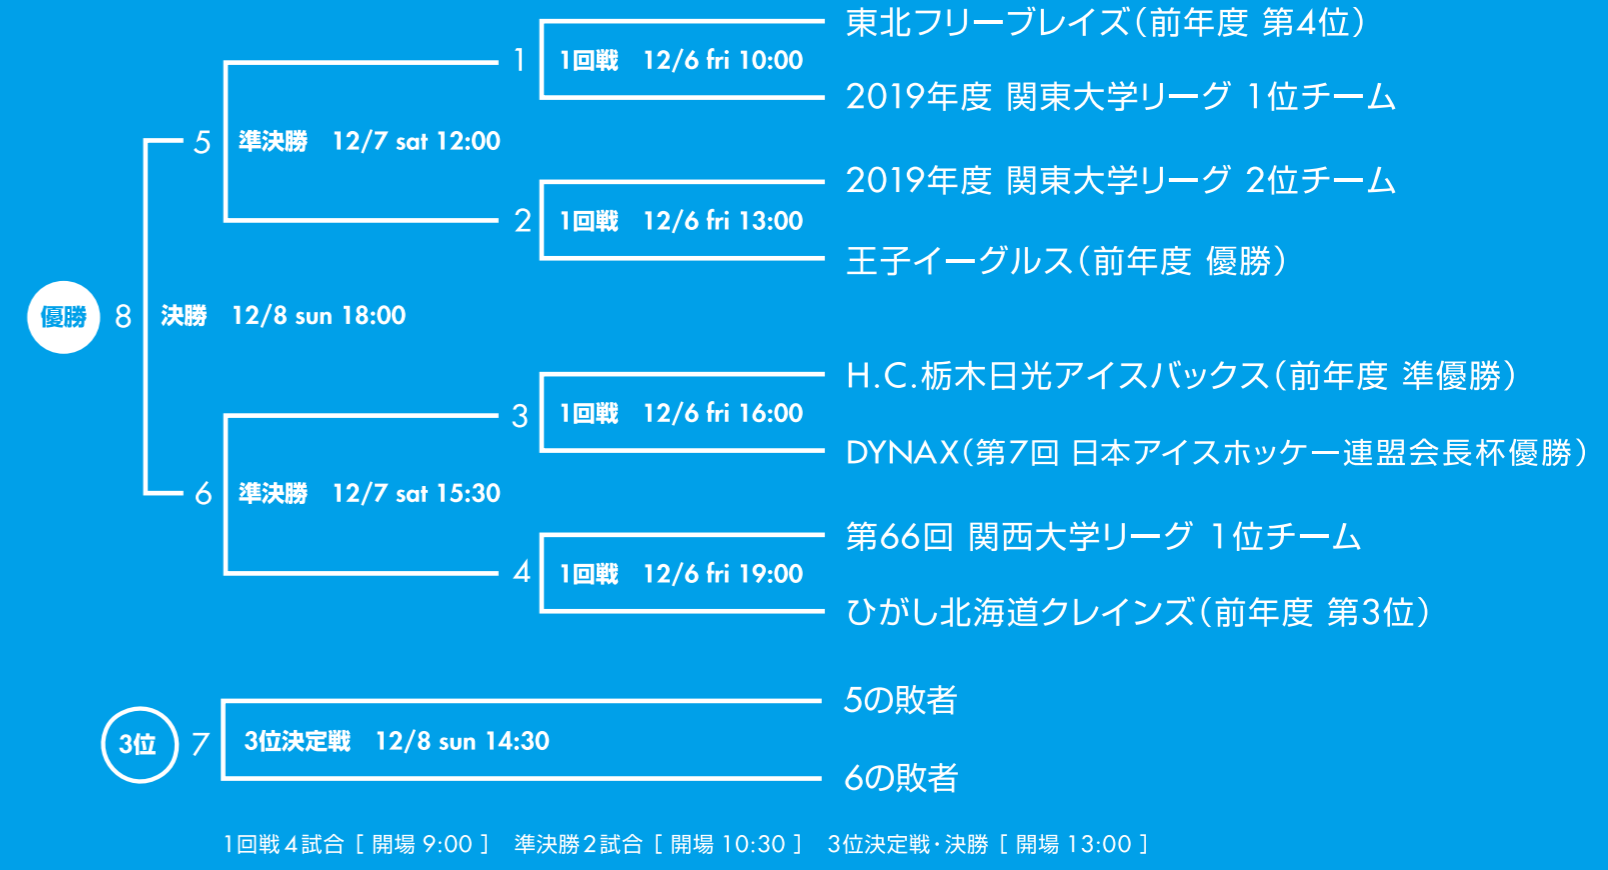 東北フリーブレイズ(前年度 第4位)
1
1回戦 12/6 fri 10:00
2019年度 関東大学リーグ 1位チーム
5
準決勝 12/7 sat 12:00
2019年度 関東大学リーグ 2位チーム
2
1回戦 12/6 fri 13:00
王子イーグルス(前年度 優勝)
優勝
8
決勝 12/8 sun 18:00
H.C.栃木日光アイスバックス(前年度 準優勝)
3
1回戦 12/6 fri 16:00
DYNAX(第7回 日本アイスホッケー連盟会長杯優勝)
6
準決勝 12/7 sat 15:30
第66回 関西大学リーグ 1位チーム
4
1回戦 12/6 fri 19:00
ひがし北海道クレインズ(前年度 第3位)
5の敗者
3位
7
3位決定戦 12/8 sun 14:30
6の敗者
1回戦4試合 [ 開場 9:00 ] 準決勝2試合 [ 開場 10:30 ] 3位決定戦・決勝 [ 開場 13:00 ]